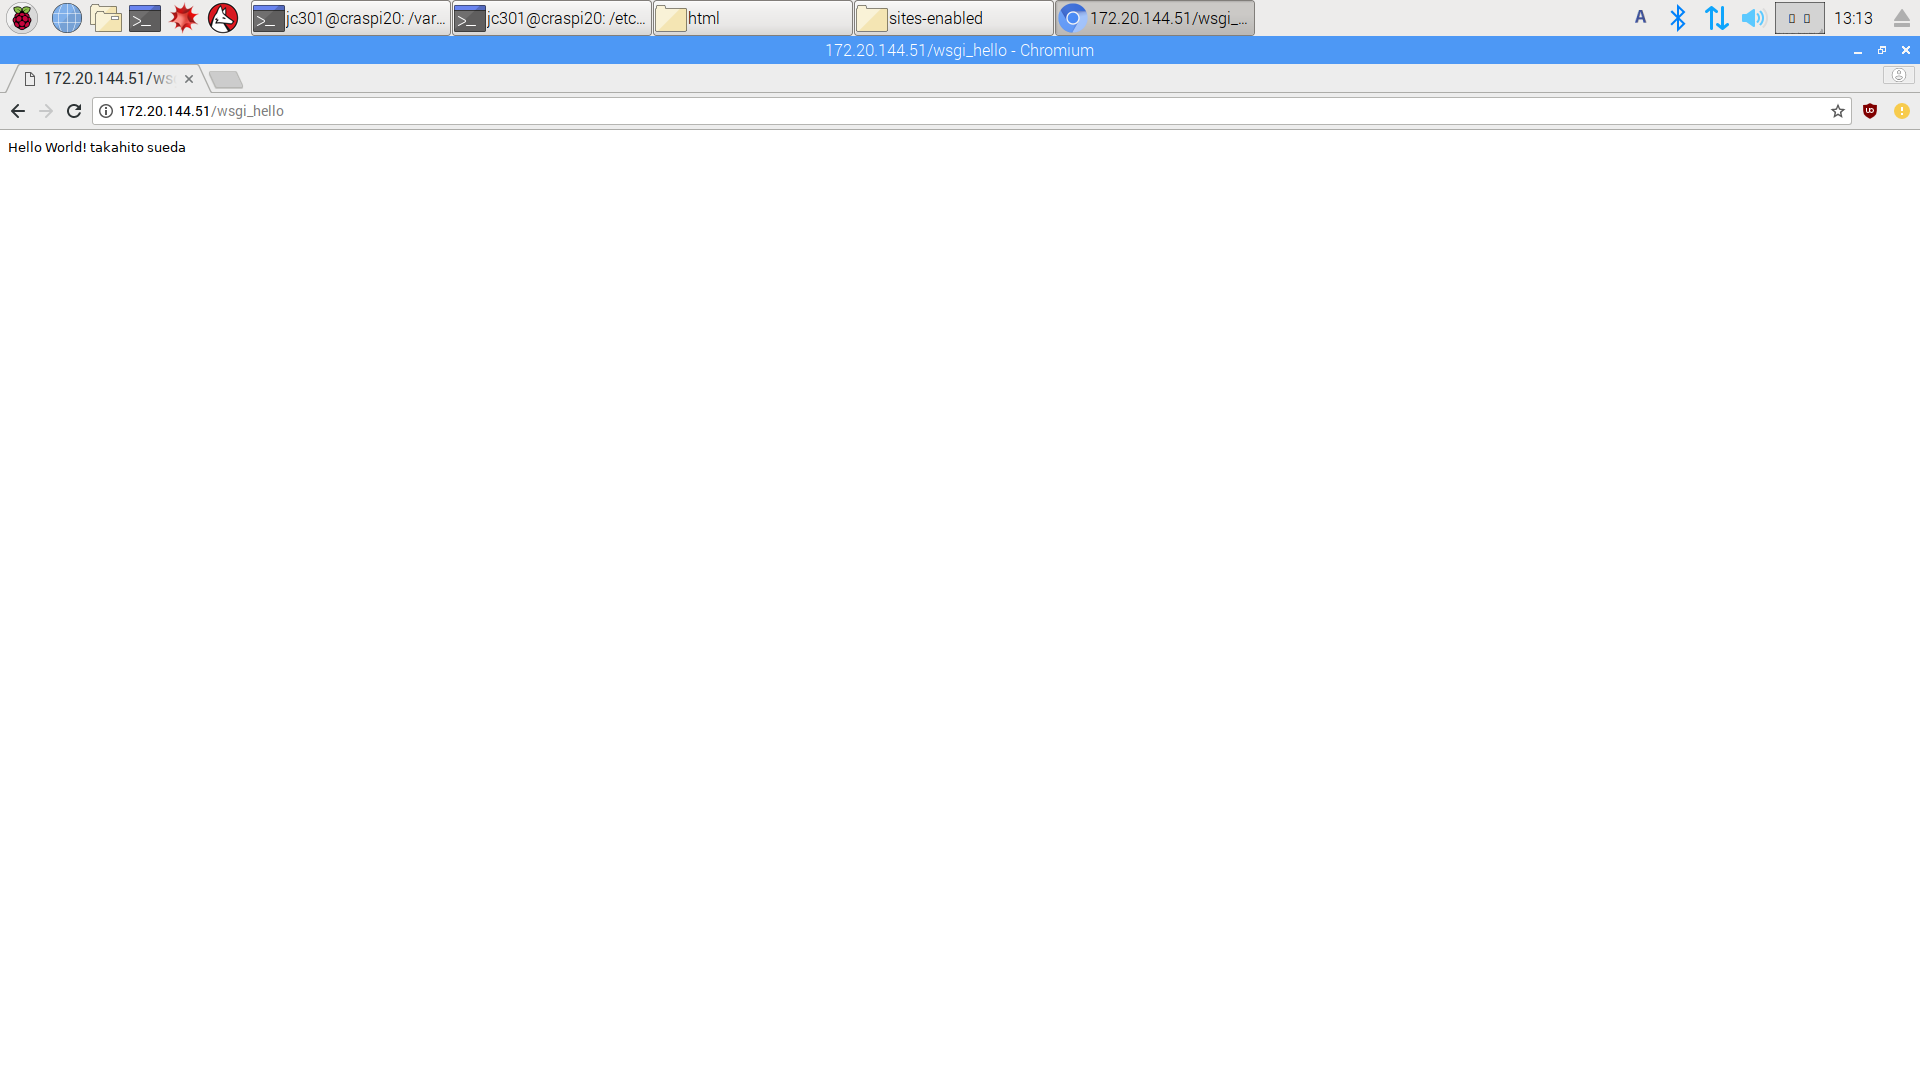 jc301@craspi20: /var...
jc301@craspi20: /etc...
html
sites-enabled
172.20.144.51/wsgi_...
A
13:13
172.20.144.51/wsgi_hello - Chromium
172.20.144.51/ws
172.20.144.51/wsgi_hello
Hello World! takahito sueda